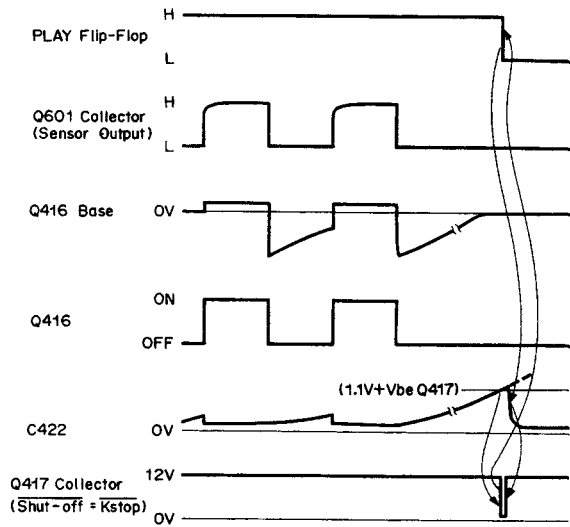 H
PLAY Flip-Flop
L
Q601 Collector
(Sensor Output)
H
L
Q416 Base
0V
Q416
ON
OFF
(1.1V+Vbe Q417)
C422
0V
Q417 Collector
(Shut-off = Kstop)
12V
0V